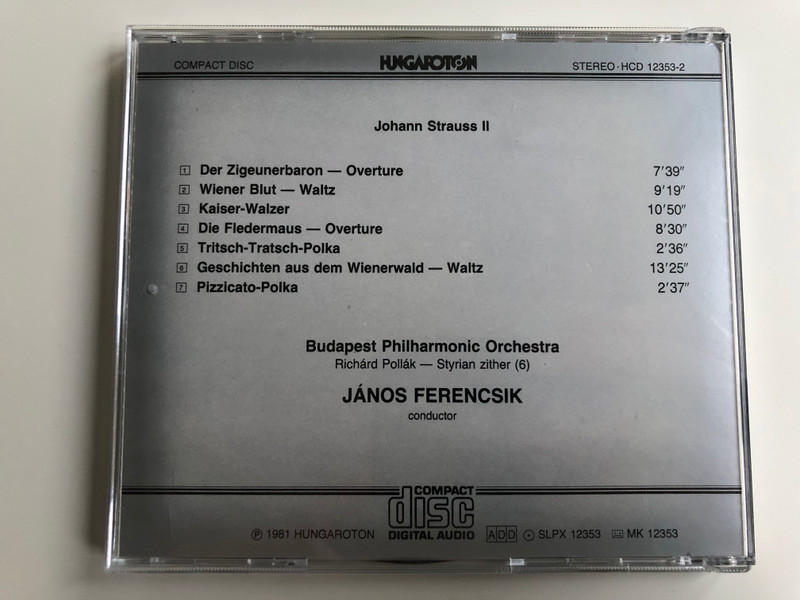 COMPACT DISC HUNGAROTON STEREO · HCD 12353-2
Johann Strauss II
1 Der Zigeunerbaron — Overture 7'39"
2 Wiener Blut — Waltz 9'19"
3 Kaiser-Walzer 10'50"
4 Die Fledermaus — Overture 8'30"
5 Tritsch-Tratsch-Polka 2'36"
6 Geschichten aus dem Wienerwald — Waltz 13'25"
7 Pizzicato-Polka 2'37"
Budapest Philharmonic Orchestra
Richárd Pollák — Styrian zither (6)
JÁNOS FERENCSIK
conductor
COMPACT
disc
DIGITAL AUDIO
Ⓟ 1981 HUNGAROTON ADD SLPX 12353 MK 12353